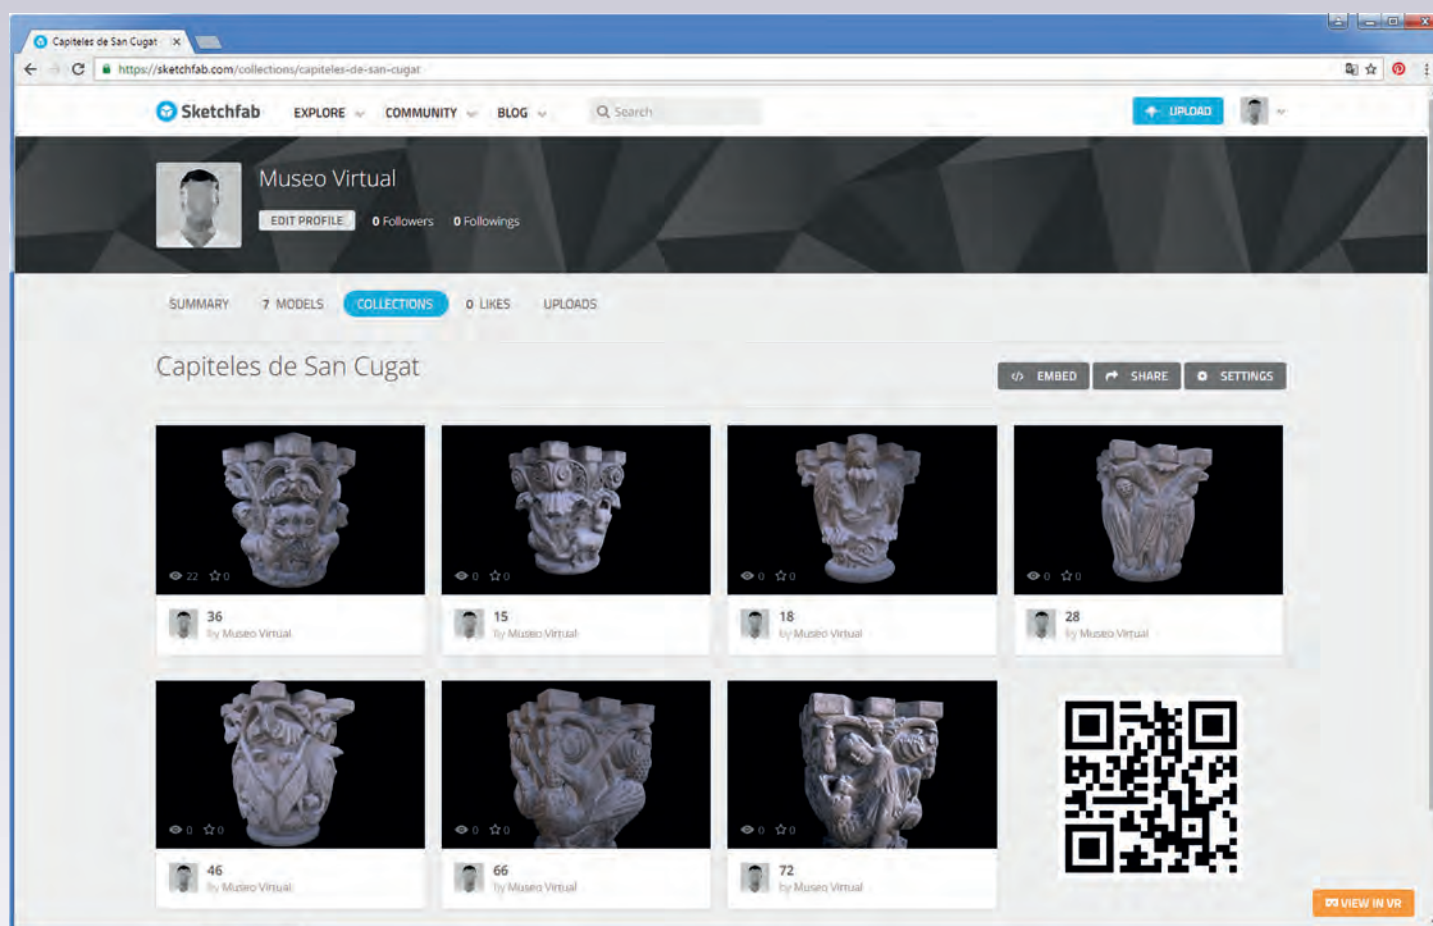 Capiteles de San Cugat
https://sketchfab.com/collections/capiteles-de-san-cugat
Sketchfab EXPLORE COMMUNITY BLOG Search UPLOAD
Museo Virtual
EDIT PROFILE 0 Followers 0 Followings
SUMMARY 7 MODELS COLLECTIONS 0 LIKES UPLOADS
Capiteles de San Cugat
</> EMBED SHARE SETTINGS
22 0
0 0
0 0
0 0
36
by Museo Virtual
15
by Museo Virtual
18
by Museo Virtual
28
by Museo Virtual
0 0
0 0
0 0
46
by Museo Virtual
66
by Museo Virtual
72
by Museo Virtual
VIEW IN VR